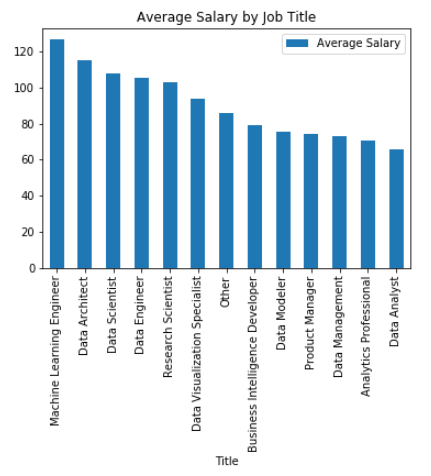 Average Salary by Job Title
Average Salary
120
100
80
60
40
20
0
Machine Learning Engineer
Data Architect
Data Scientist
Data Engineer
Research Scientist
Data Visualization Specialist
Other
Business Intelligence Developer
Data Modeler
Product Manager
Data Management
Analytics Professional
Data Analyst
Title